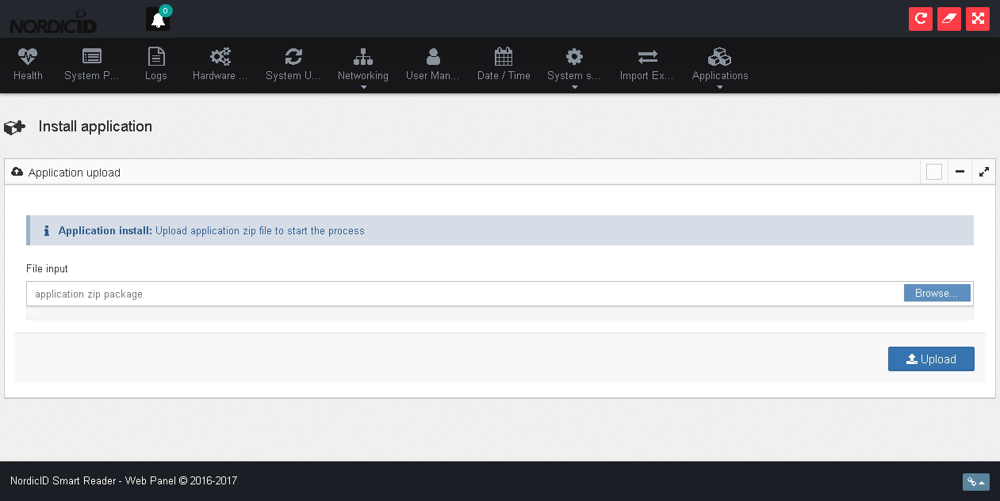 NORDICID
0
Health
System P...
Logs
Hardware ...
System U...
Networking
User Man...
Date / Time
System s...
Import Ex...
Applications
Install application
Application upload
Application install: Upload application zip file to start the process
File input
application zip package
Browse...
0%
Upload
NordicID Smart Reader - Web Panel © 2016-2017